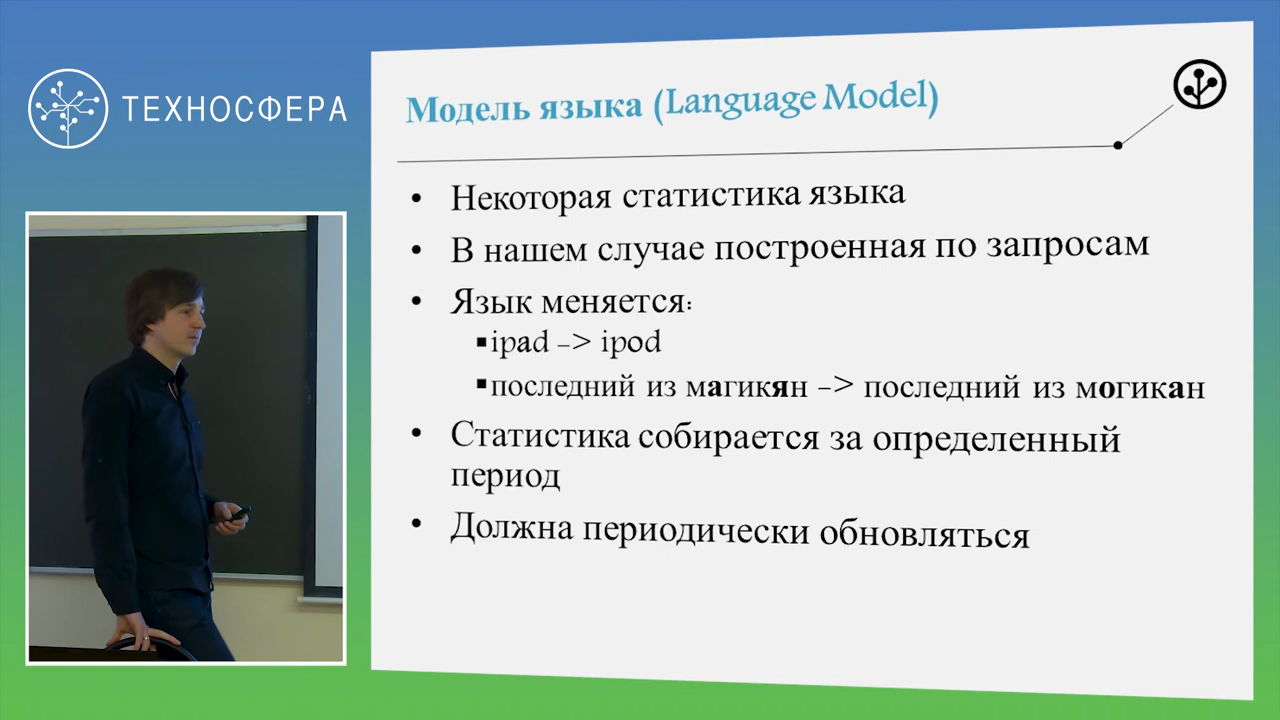 ТЕХНОСФЕРА
Модель языка (Language Model)
• Некоторая статистика языка
• В нашем случае построенная по запросам
• Язык меняется:
▪ipad –> ipod
▪последний из магикян –> последний из могикан
• Статистика собирается за определенный
период
• Должна периодически обновляться